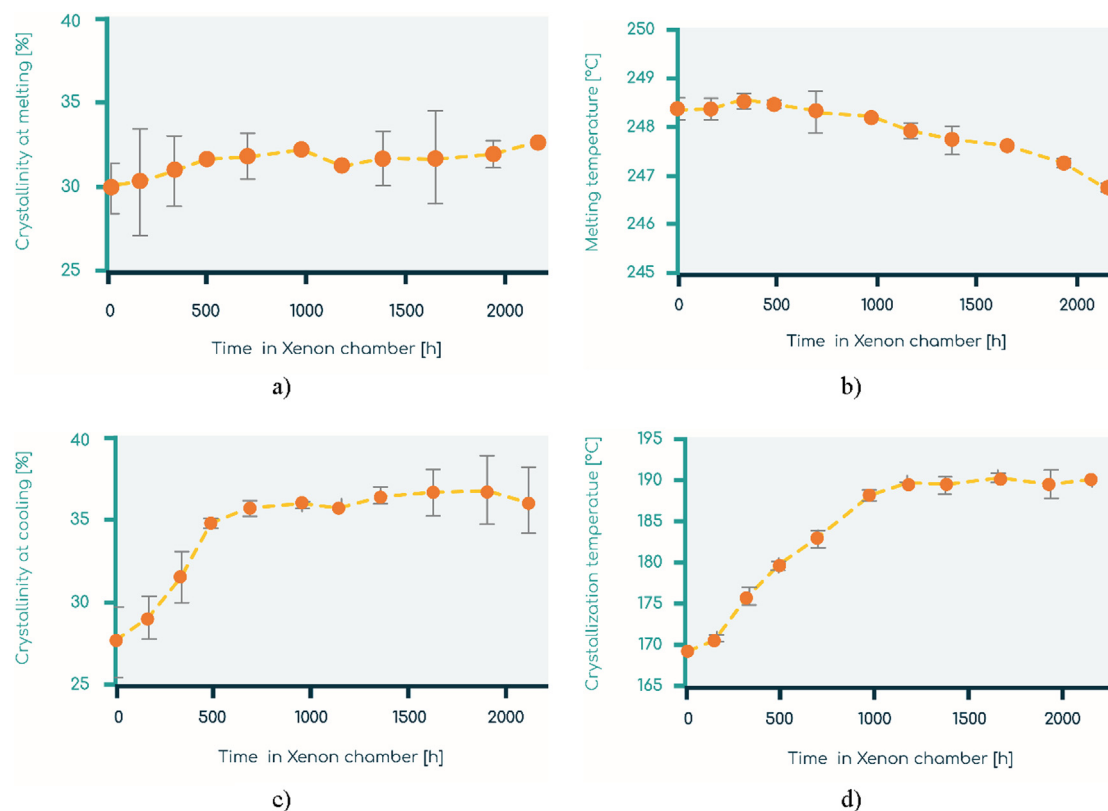 Crystallinity at melting [%]
40
35
30
25
0 500 1000 1500 2000
Time in Xenon chamber [h]
a)
Melting temperature [°C]
250
249
248
247
246
245
0 500 1000 1500 2000
Time in Xenon chamber [h]
b)
Crystallinity at cooling [%]
40
35
30
25
0 500 1000 1500 2000
Time in Xenon chamber [h]
c)
Crystallization temperatue [°C]
195
190
185
180
175
170
165
0 500 1000 1500 2000
Time in Xenon chamber [h]
d)